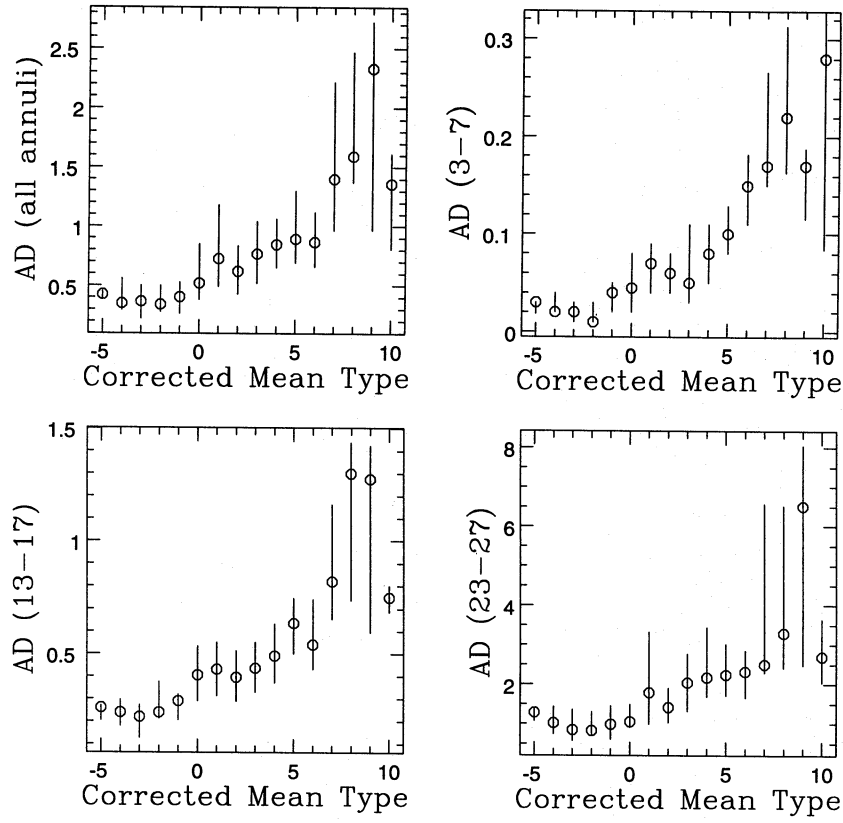 2.5
2
1.5
1
0.5
AD (all annuli)
-5 0 5 10
Corrected Mean Type
0.3
0.2
0.1
0
AD (3-7)
-5 0 5 10
Corrected Mean Type
1.5
1
0.5
AD (13-17)
-5 0 5 10
Corrected Mean Type
8
6
4
2
AD (23-27)
-5 0 5 10
Corrected Mean Type